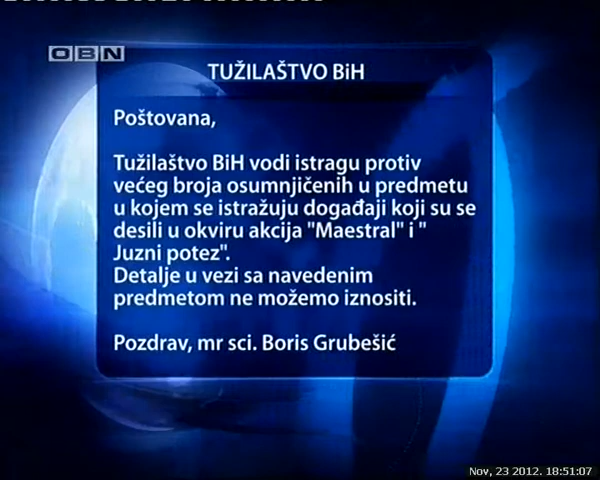 OBN
TUŽILAŠTVO BiH
Poštovana,
Tužilaštvo BiH vodi istragu protiv
većeg broja osumnjičenih u predmetu
u kojem se istražuju događaji koji su se
desili u okviru akcija "Maestral" i "
Juzni potez".
Detalje u vezi sa navedenim
predmetom ne možemo iznositi.
Pozdrav, mr sci. Boris Grubešić
Nov, 23 2012. 18:51:07